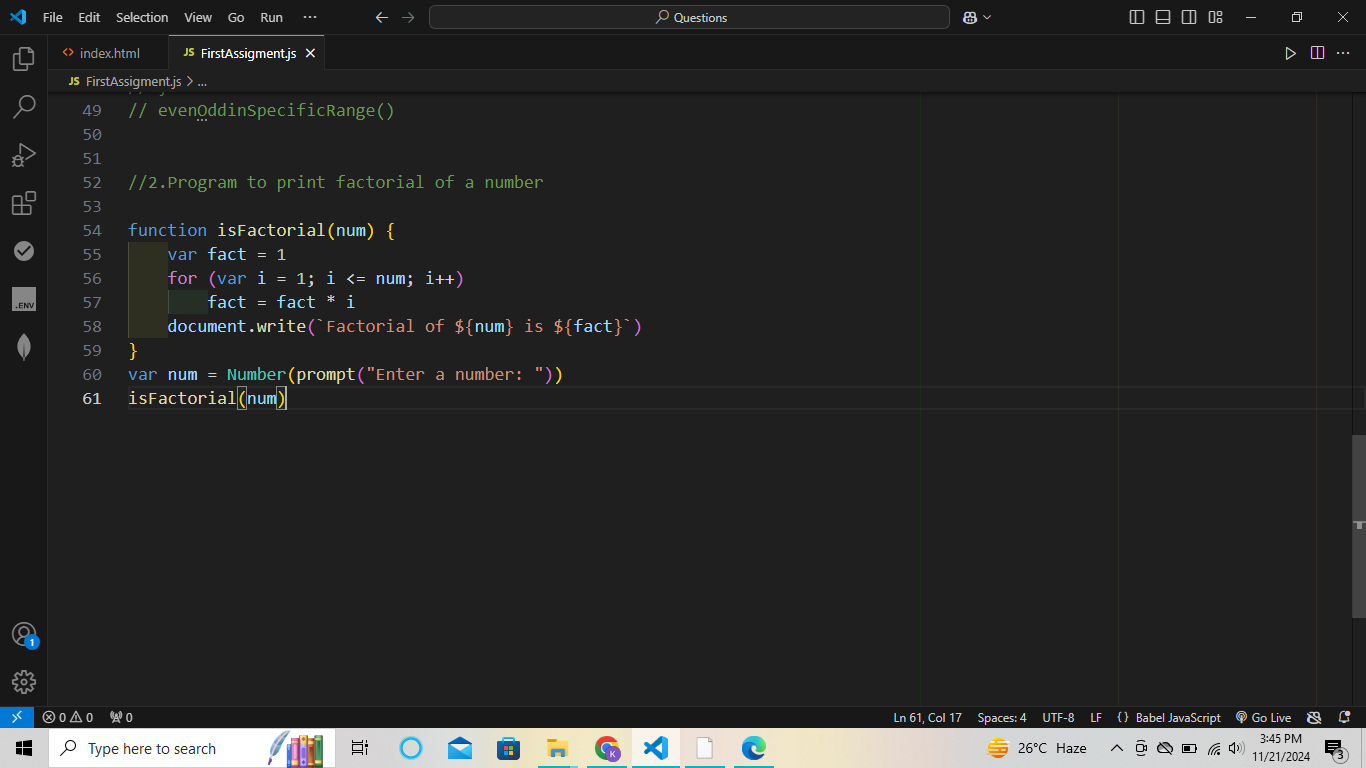 File Edit Selection View Go Run ··· Questions
<> index.html JS FirstAssigment.js
JS FirstAssigment.js > ...
49 // evenOddinSpecificRange()
50
51
52 //2.Program to print factorial of a number
53
54 function isFactorial(num) {
55 var fact = 1
56 for (var i = 1; i <= num; i++)
57 fact = fact * i
58 document.write(`Factorial of ${num} is ${fact}`)
59 }
60 var num = Number(prompt("Enter a number: "))
61 isFactorial(num)
.ENV
1
0 0 0 Ln 61, Col 17 Spaces: 4 UTF-8 LF {} Babel JavaScript Go Live
Type here to search K 26°C Haze 3:45 PM
11/21/2024 3